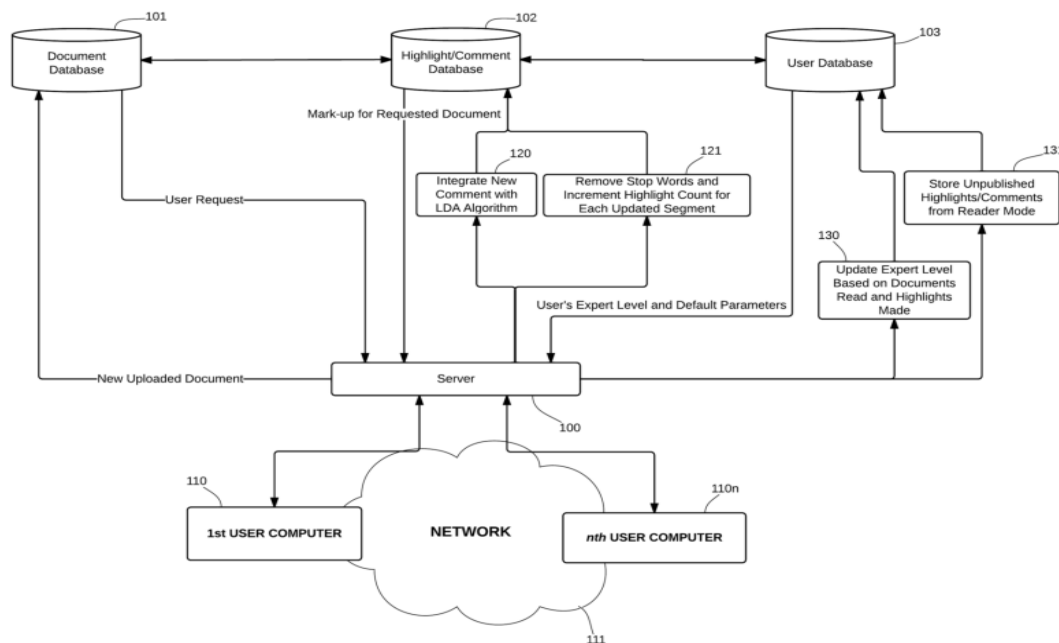 101
102
103
Document
Database
Highlight/Comment
Database
User Database
Mark-up for Requested Document
120
121
Integrate New
Comment with
LDA Algorithm
Remove Stop Words and
Increment Highlight Count for
Each Updated Segment
Store Unpublished
Highlights/Comments
from Reader Mode
User Request
130
Update Expert Level
Based on Documents
Read and Highlights
Made
User's Expert Level and Default Parameters
New Uploaded Document
Server
100
110
1st USER COMPUTER
NETWORK
110n
nth USER COMPUTER
111